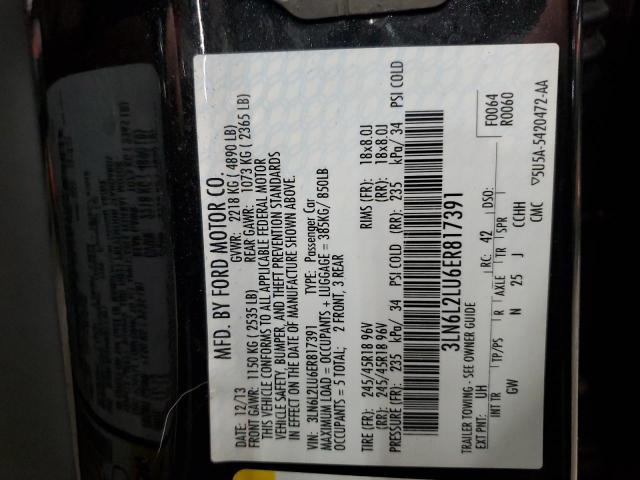 MFD. BY FORD MOTOR CO.
DATE: 12/13 GVWR: 2218 KG ( 4890 LB)
FRONT GAWR: 1150 KG ( 2535 LB) REAR GAWR: 1073 KG ( 2365 LB)
THIS VEHICLE CONFORMS TO ALL APPLICABLE FEDERAL MOTOR
VEHICLE SAFETY, BUMPER, AND THEFT PREVENTION STANDARDS
IN EFFECT ON THE DATE OF MANUFACTURE SHOWN ABOVE.
VIN: 3LN6L2LU6ER817391 TYPE: Passenger Car
MAXIMUM LOAD = OCCUPANTS + LUGGAGE = 385KG/ 850LB
OCCUPANTS = 5 TOTAL; 2 FRONT, 3 REAR
TIRE (FR): 245/45R18 96V RIMS (FR): 18x8.0J
(RR): 245/45R18 96V (RR): 18x8.0J
PRESSURE (FR): 235 kPa/ 34 PSI COLD (RR): 235 kPa/ 34 PSI COLD
3LN6L2LU6ER817391
TRAILER TOWING - SEE OWNER GUIDE F0064
EXT PNT: UH RC: 42 DSO: R0060
INT TR TP/PS R AXLE TR SPR
GW N 25 J CCHH
CMC ▽5U5A-5420472-AA